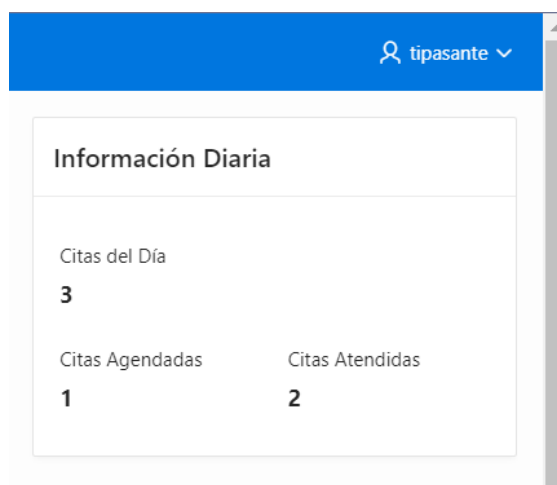 tipasante
Información Diaria
Citas del Día
3
Citas Agendadas Citas Atendidas
1 2